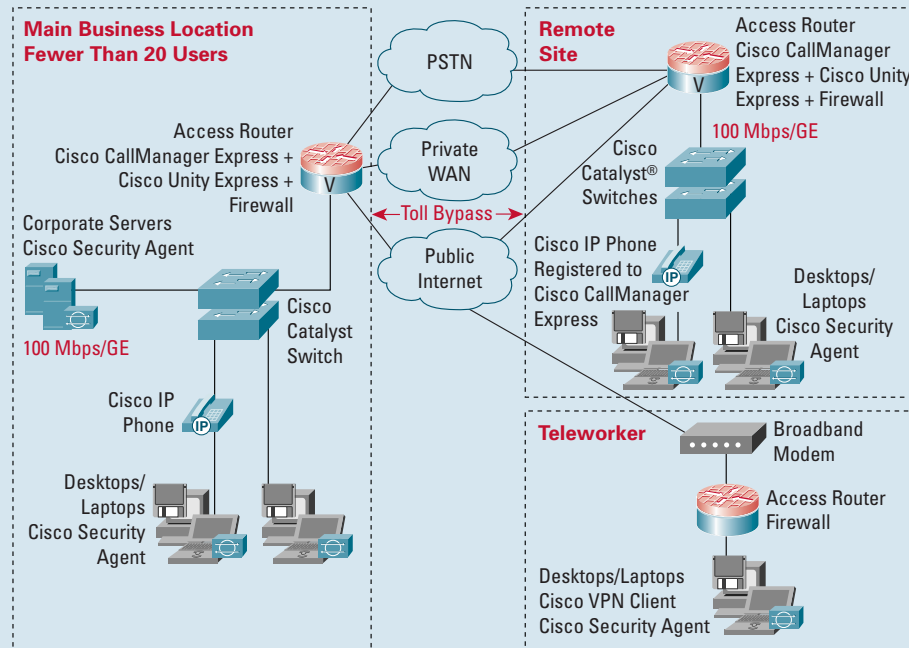 Main Business Location
Fewer Than 20 Users
Access Router
Cisco CallManager Express +
Cisco Unity Express +
Firewall
V
Corporate Servers
Cisco Security Agent
100 Mbps/GE
Cisco
Catalyst
Switch
Cisco IP
Phone
IP
Desktops/
Laptops
Cisco Security
Agent
PSTN
Private
WAN
Toll Bypass
Public
Internet
Remote
Site
Access Router
Cisco CallManager
Express + Cisco Unity
Express + Firewall
V
100 Mbps/GE
Cisco
Catalyst®
Switches
Cisco IP Phone
Registered to
Cisco CallManager
Express
IP
Desktops/
Laptops
Cisco Security
Agent
Teleworker
Broadband
Modem
Access Router
Firewall
Desktops/Laptops
Cisco VPN Client
Cisco Security Agent